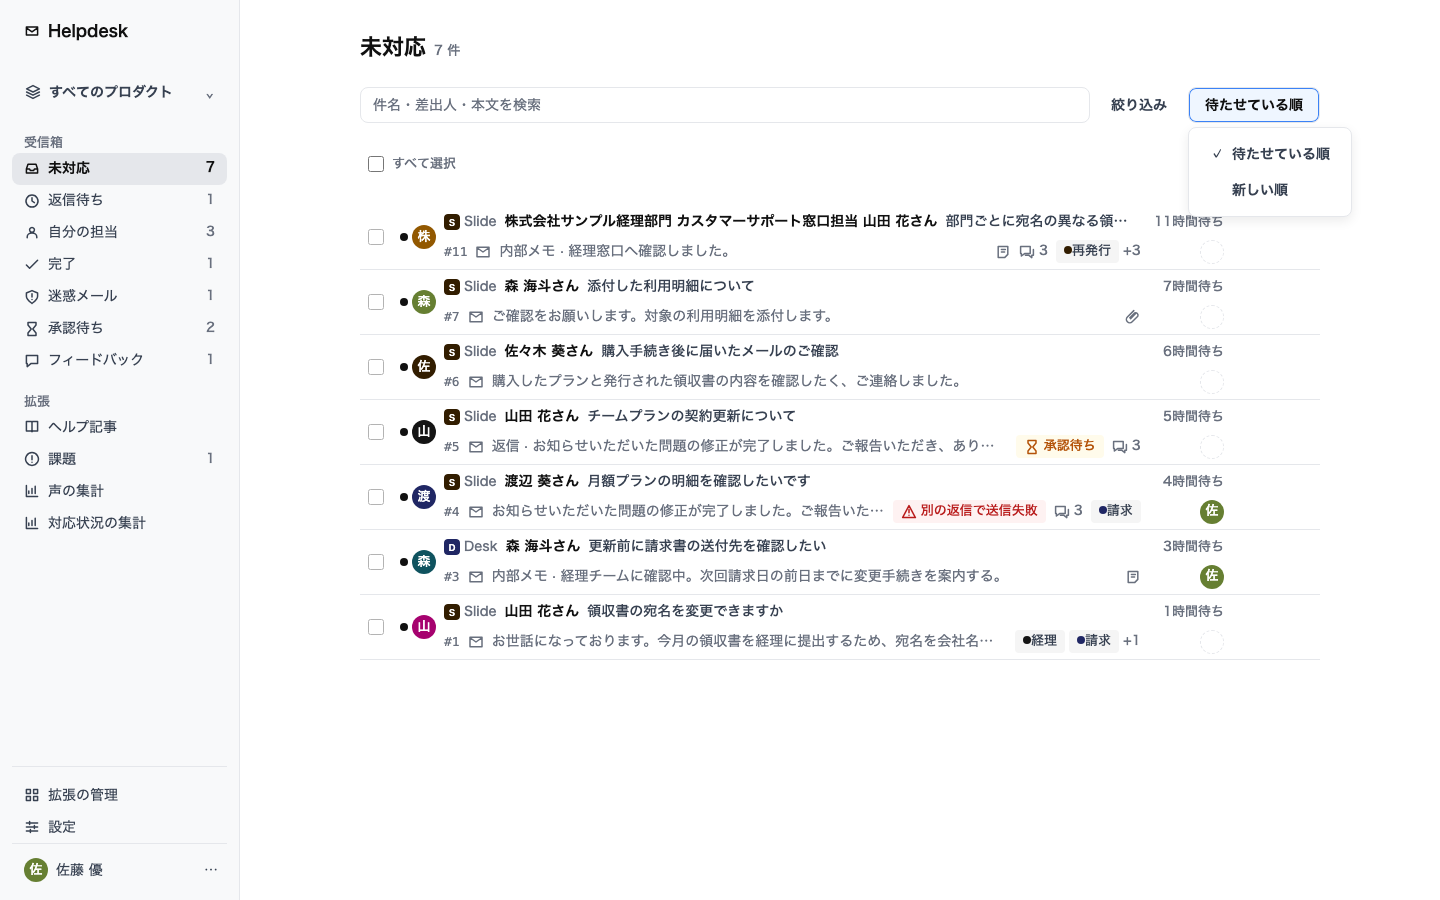 Helpdesk
すべてのプロダクト
受信箱
未対応 7
返信待ち 1
自分の担当 3
完了 1
迷惑メール 1
承認待ち 2
フィードバック 1
拡張
ヘルプ記事
課題 1
声の集計
対応状況の集計
拡張の管理
設定
佐 佐藤 優 …
未対応 7 件
件名・差出人・本文を検索 絞り込み 待たせている順
✓ 待たせている順
新しい順
すべて選択
株 S Slide 株式会社サンプル経理部門 カスタマーサポート窓口担当 山田 花さん 部門ごとに宛名の異なる領… 11時間待ち
#11 内部メモ · 経理窓口へ確認しました。 3 再発行 +3
森 S Slide 森 海斗さん 添付した利用明細について 7時間待ち
#7 ご確認をお願いします。対象の利用明細を添付します。
佐 S Slide 佐々木 葵さん 購入手続き後に届いたメールのご確認 6時間待ち
#6 購入したプランと発行された領収書の内容を確認したく、ご連絡しました。
山 S Slide 山田 花さん チームプランの契約更新について 5時間待ち
#5 返信 · お知らせいただいた問題の修正が完了しました。ご報告いただき、あり… 承認待ち 3
渡 S Slide 渡辺 葵さん 月額プランの明細を確認したいです 4時間待ち
#4 お知らせいただいた問題の修正が完了しました。ご報告いた… 別の返信で送信失敗 3 請求 佐
森 D Desk 森 海斗さん 更新前に請求書の送付先を確認したい 3時間待ち
#3 内部メモ · 経理チームに確認中。次回請求日の前日までに変更手続きを案内する。 佐
山 S Slide 山田 花さん 領収書の宛名を変更できますか 1時間待ち
#1 お世話になっております。今月の領収書を経理に提出するため、宛名を会社名… 経理 請求 +1